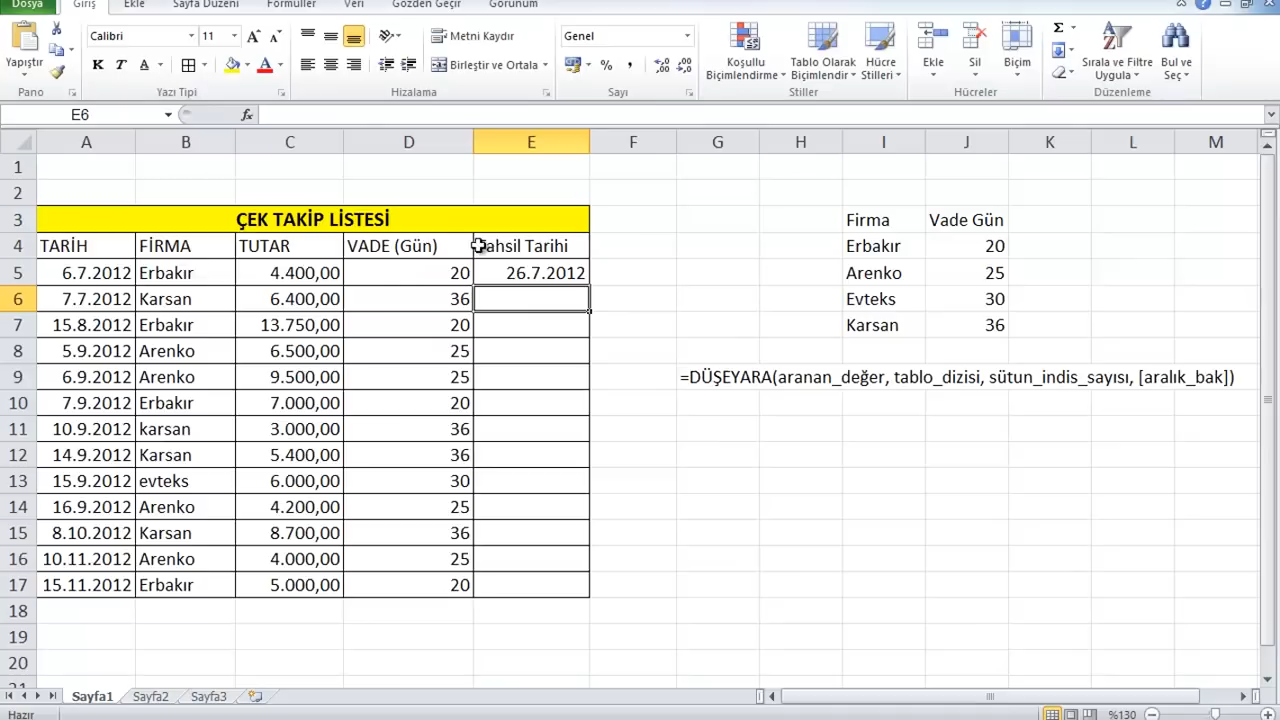 Dosya Giriş Ekle Sayfa Düzeni Formüller Veri Gözden Geçir Görünüm
Calibri 11 Metni Kaydır Genel
Yapıştır K T A Birleştir ve Ortala % Koşullu Biçimlendirme Tablo Olarak Biçimlendir Hücre Stilleri Ekle Sil Biçim Sırala ve Filtre Uygula Bul ve Seç
Pano Yazı Tipi Hizalama Sayı Stiller Hücreler Düzenleme
E6 fx
A B C D E F G H I J K L M
1
2
3 ÇEK TAKİP LİSTESİ Firma Vade Gün
4 TARİH FİRMA TUTAR VADE (Gün) Tahsil Tarihi Erbakır 20
5 6.7.2012 Erbakır 4.400,00 20 26.7.2012 Arenko 25
6 7.7.2012 Karsan 6.400,00 36 Evteks 30
7 15.8.2012 Erbakır 13.750,00 20 Karsan 36
8 5.9.2012 Arenko 6.500,00 25
9 6.9.2012 Arenko 9.500,00 25 =DÜŞEYARA(aranan_değer, tablo_dizisi, sütun_indis_sayısı, [aralık_bak])
10 7.9.2012 Erbakır 7.000,00 20
11 10.9.2012 karsan 3.000,00 36
12 14.9.2012 Karsan 5.400,00 36
13 15.9.2012 evteks 6.000,00 30
14 16.9.2012 Arenko 4.200,00 25
15 8.10.2012 Karsan 8.700,00 36
16 10.11.2012 Arenko 4.000,00 25
17 15.11.2012 Erbakır 5.000,00 20
18
19
20
21
Sayfa1 Sayfa2 Sayfa3
Hazır %130